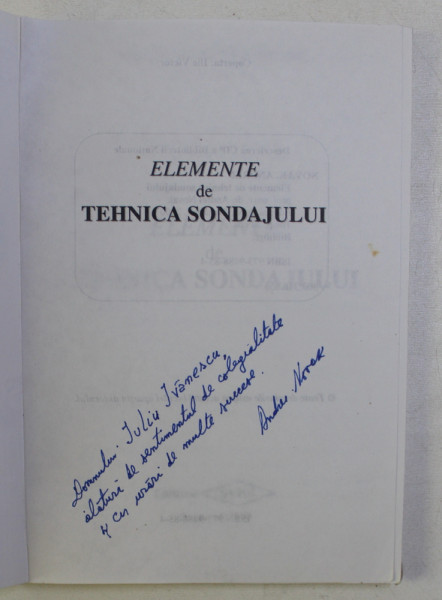 ELEMENTE
de
TEHNICA SONDAJULUI
Domnului Iuliu Ivănescu,
alături de sentimentul de colegialitate
și cu urări de multe succese.
Andrei Novak